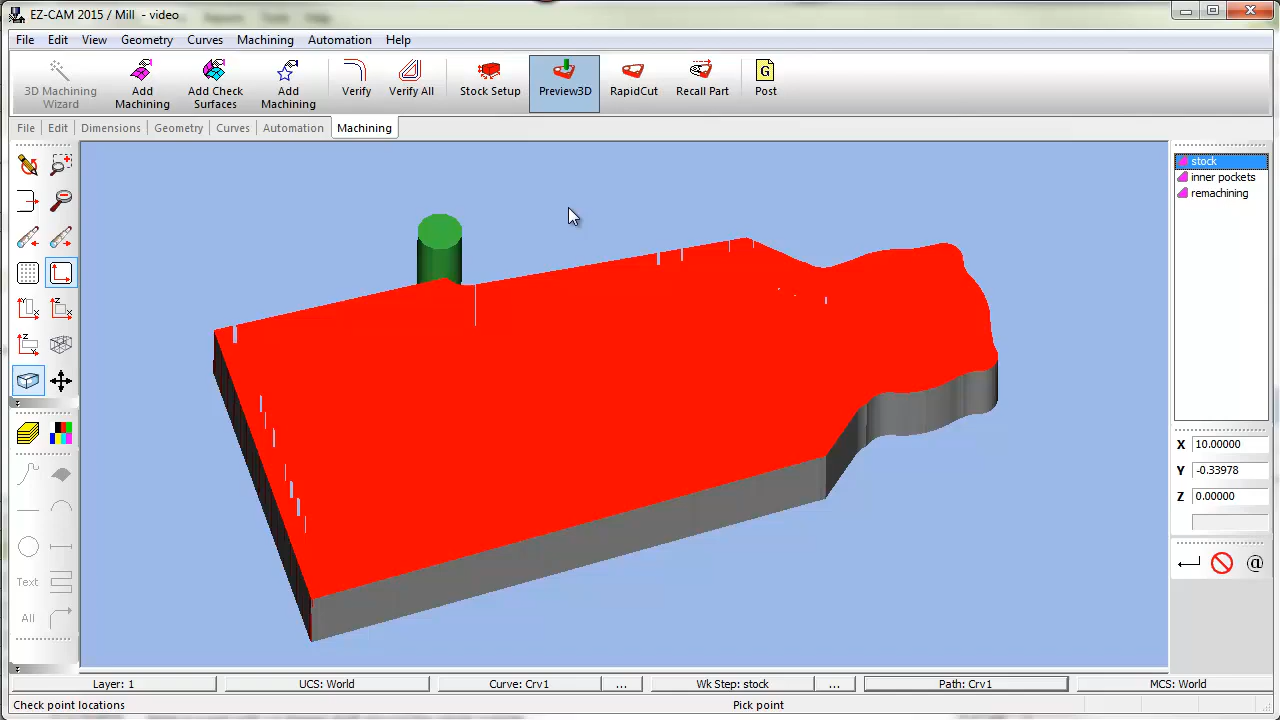 EZ-CAM 2015 / Mill - video
File Edit View Geometry Curves Machining Automation Help
3D Machining Wizard
Add Machining
Add Check Surfaces
Add Machining
Verify
Verify All
Stock Setup
Preview3D
RapidCut
Recall Part
G
Post
File Edit Dimensions Geometry Curves Automation Machining
stock
inner pockets
remachining
X 10.00000
Y -0.33978
Z 0.00000
@
Text
All
Layer: 1 UCS: World Curve: Crv1 ... Wk Step: stock ... Path: Crv1 MCS: World
Check point locations Pick point